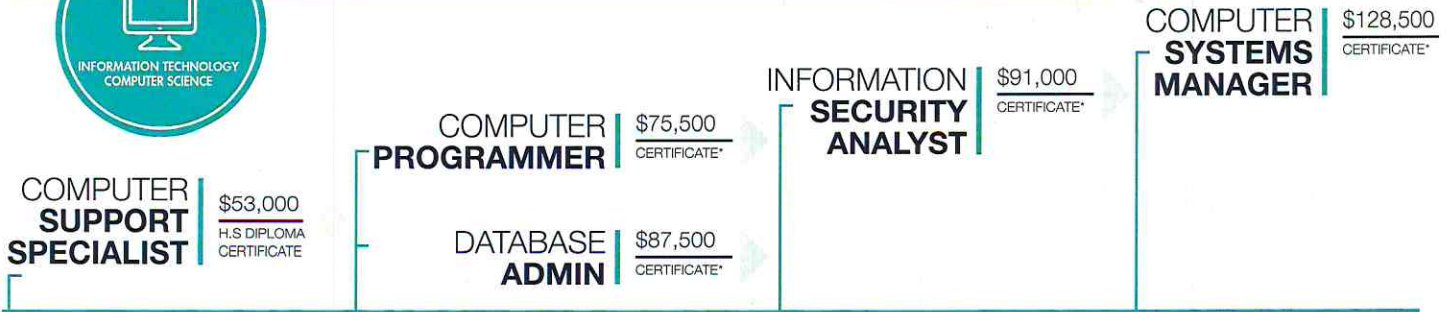 INFORMATION TECHNOLOGY
COMPUTER SCIENCE
COMPUTER
SUPPORT
SPECIALIST
$53,000
H.S DIPLOMA
CERTIFICATE
COMPUTER
PROGRAMMER
$75,500
CERTIFICATE*
DATABASE
ADMIN
$87,500
CERTIFICATE*
INFORMATION
SECURITY
ANALYST
$91,000
CERTIFICATE*
COMPUTER
SYSTEMS
MANAGER
$128,500
CERTIFICATE*